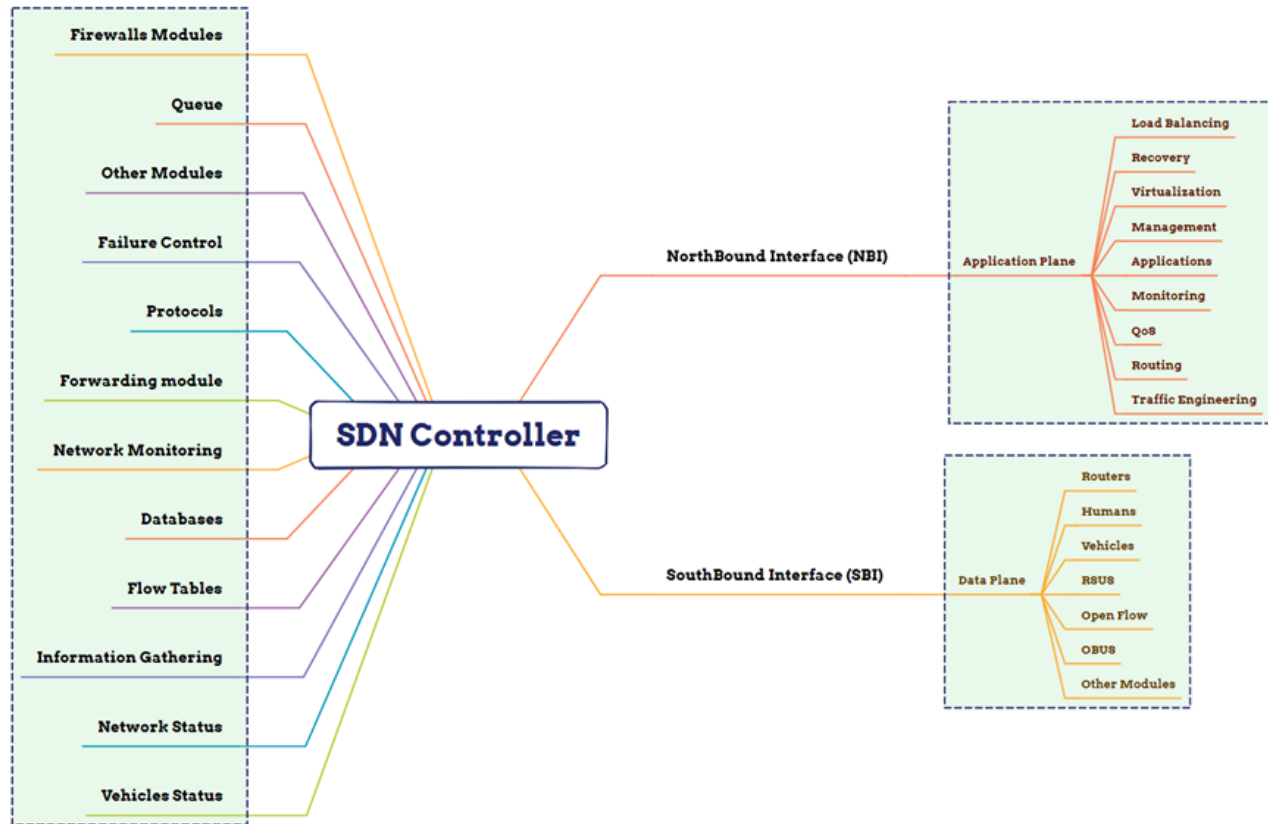 Firewalls Modules
Queue
Other Modules
Failure Control
Protocols
Forwarding module
Network Monitoring
Databases
Flow Tables
Information Gathering
Network Status
Vehicles Status
SDN Controller
NorthBound Interface (NBI)
Application Plane
Load Balancing
Recovery
Virtualization
Management
Applications
Monitoring
QoS
Routing
Traffic Engineering
SouthBound Interface (SBI)
Data Plane
Routers
Humans
Vehicles
RSUS
Open Flow
OBUS
Other Modules